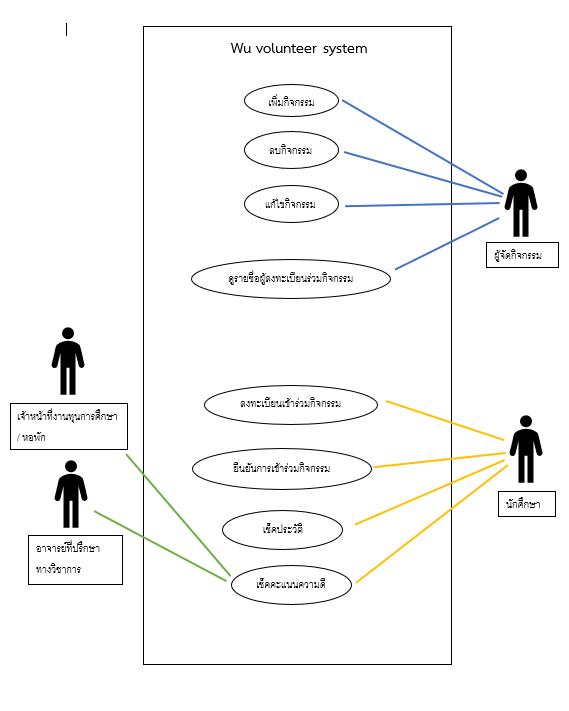 Wu volunteer system
เพิ่มกิจกรรม
ลบกิจกรรม
แก้ไขกิจกรรม
ผู้จัดกิจกรรม
ดูรายชื่อผู้ลงทะเบียนร่วมกิจกรรม
เจ้าหน้าที่งานทุนการศึกษา
/ หอพัก
ลงทะเบียนเข้าร่วมกิจกรรม
ยืนยันการเข้าร่วมกิจกรรม
นักศึกษา
เช็คประวัติ
อาจารย์ที่ปรึกษา
ทางวิชาการ
เช็คคะแนนความดี